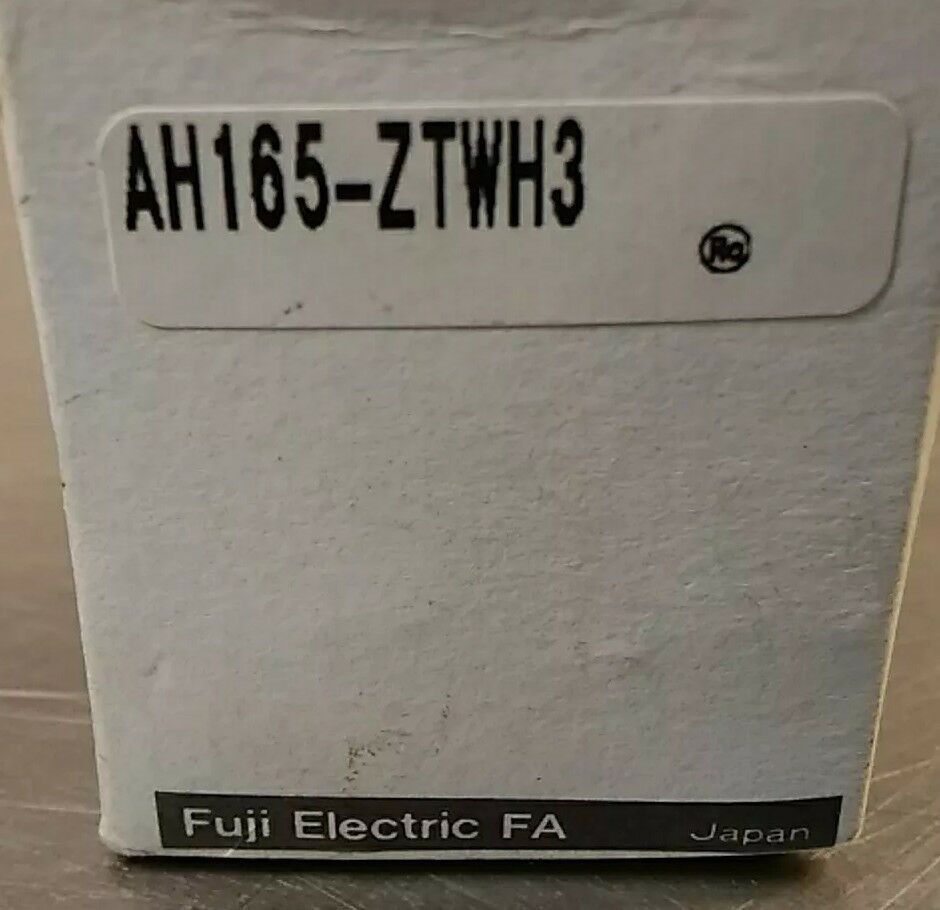 AH165-ZTWH3
Fuji Electric FA
Japan